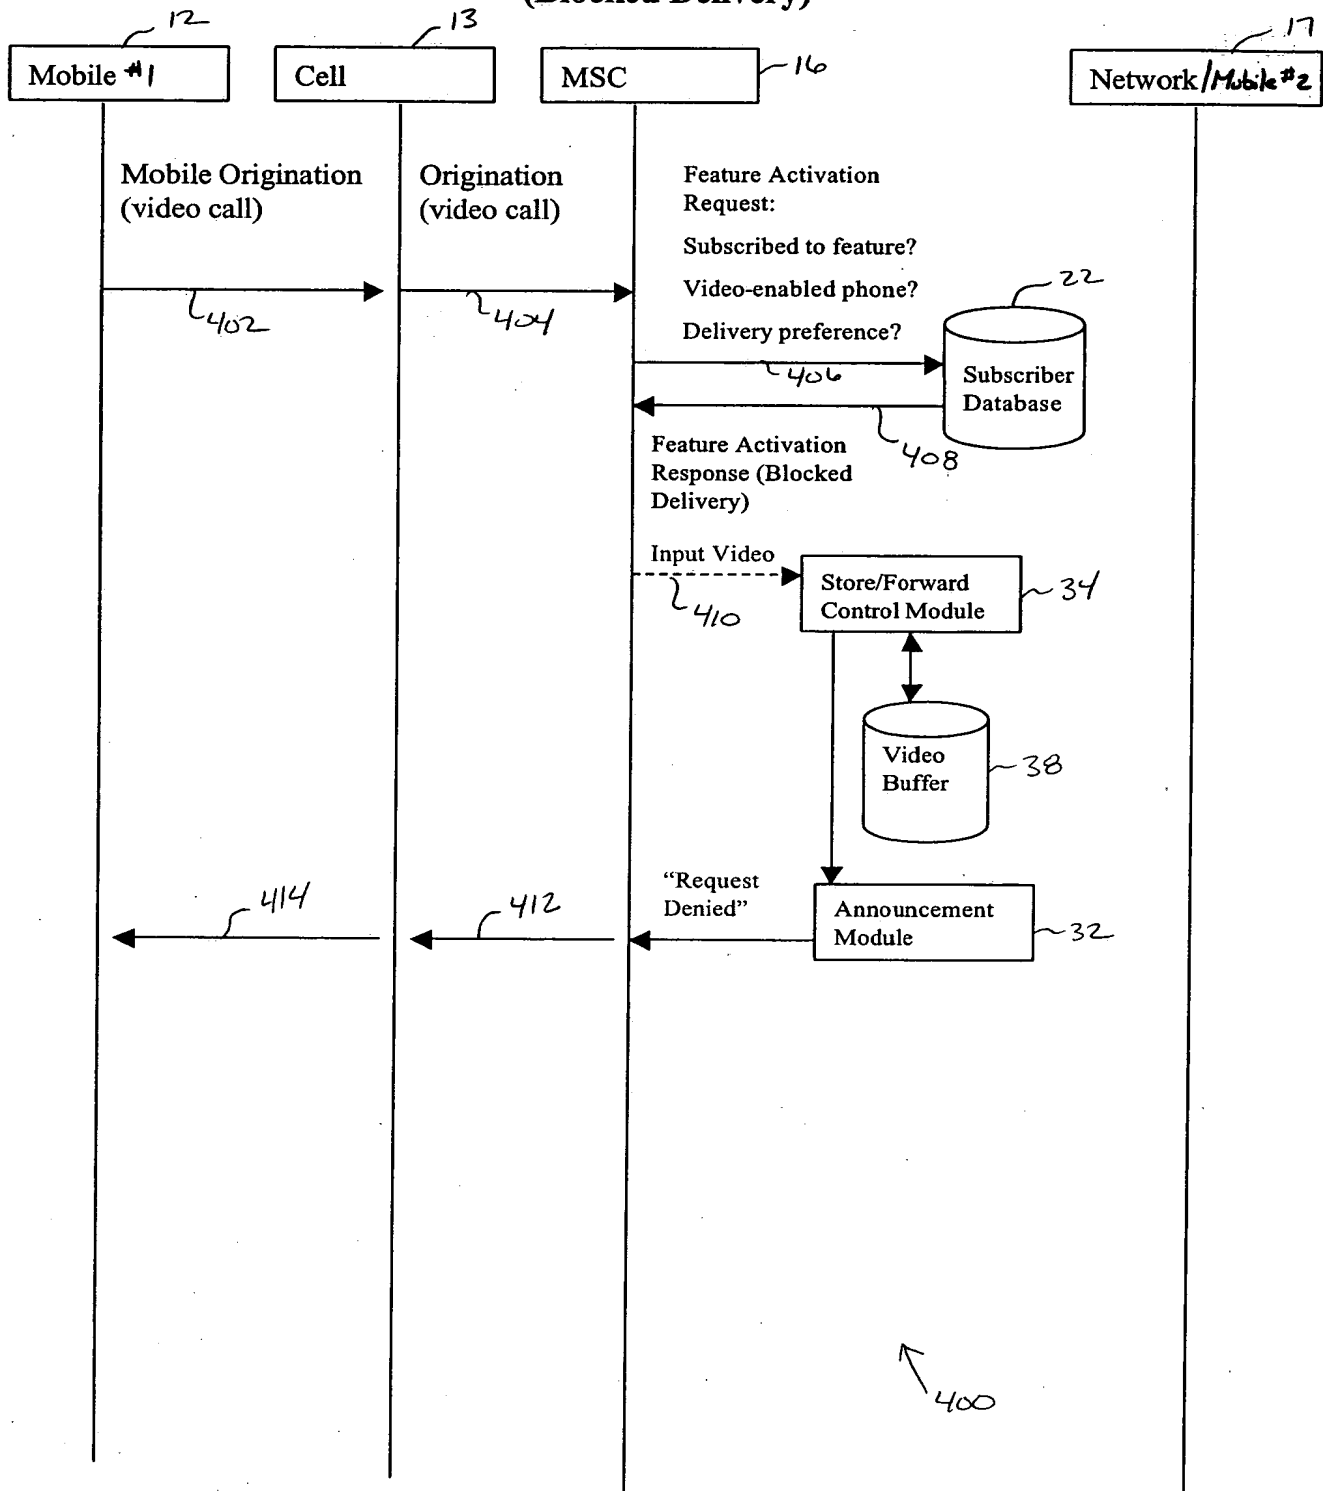 (Blocked Delivery)
12
13
17
Mobile #1
Cell
MSC
16
Network/Mobile #2
Mobile Origination
(video call)
Origination
(video call)
Feature Activation
Request:
Subscribed to feature?
Video-enabled phone?
Delivery preference?
22
402
404
406
Subscriber
Database
408
Feature Activation
Response (Blocked
Delivery)
Input Video
410
Store/Forward
Control Module
34
Video
Buffer
38
414
412
"Request
Denied"
Announcement
Module
32
400